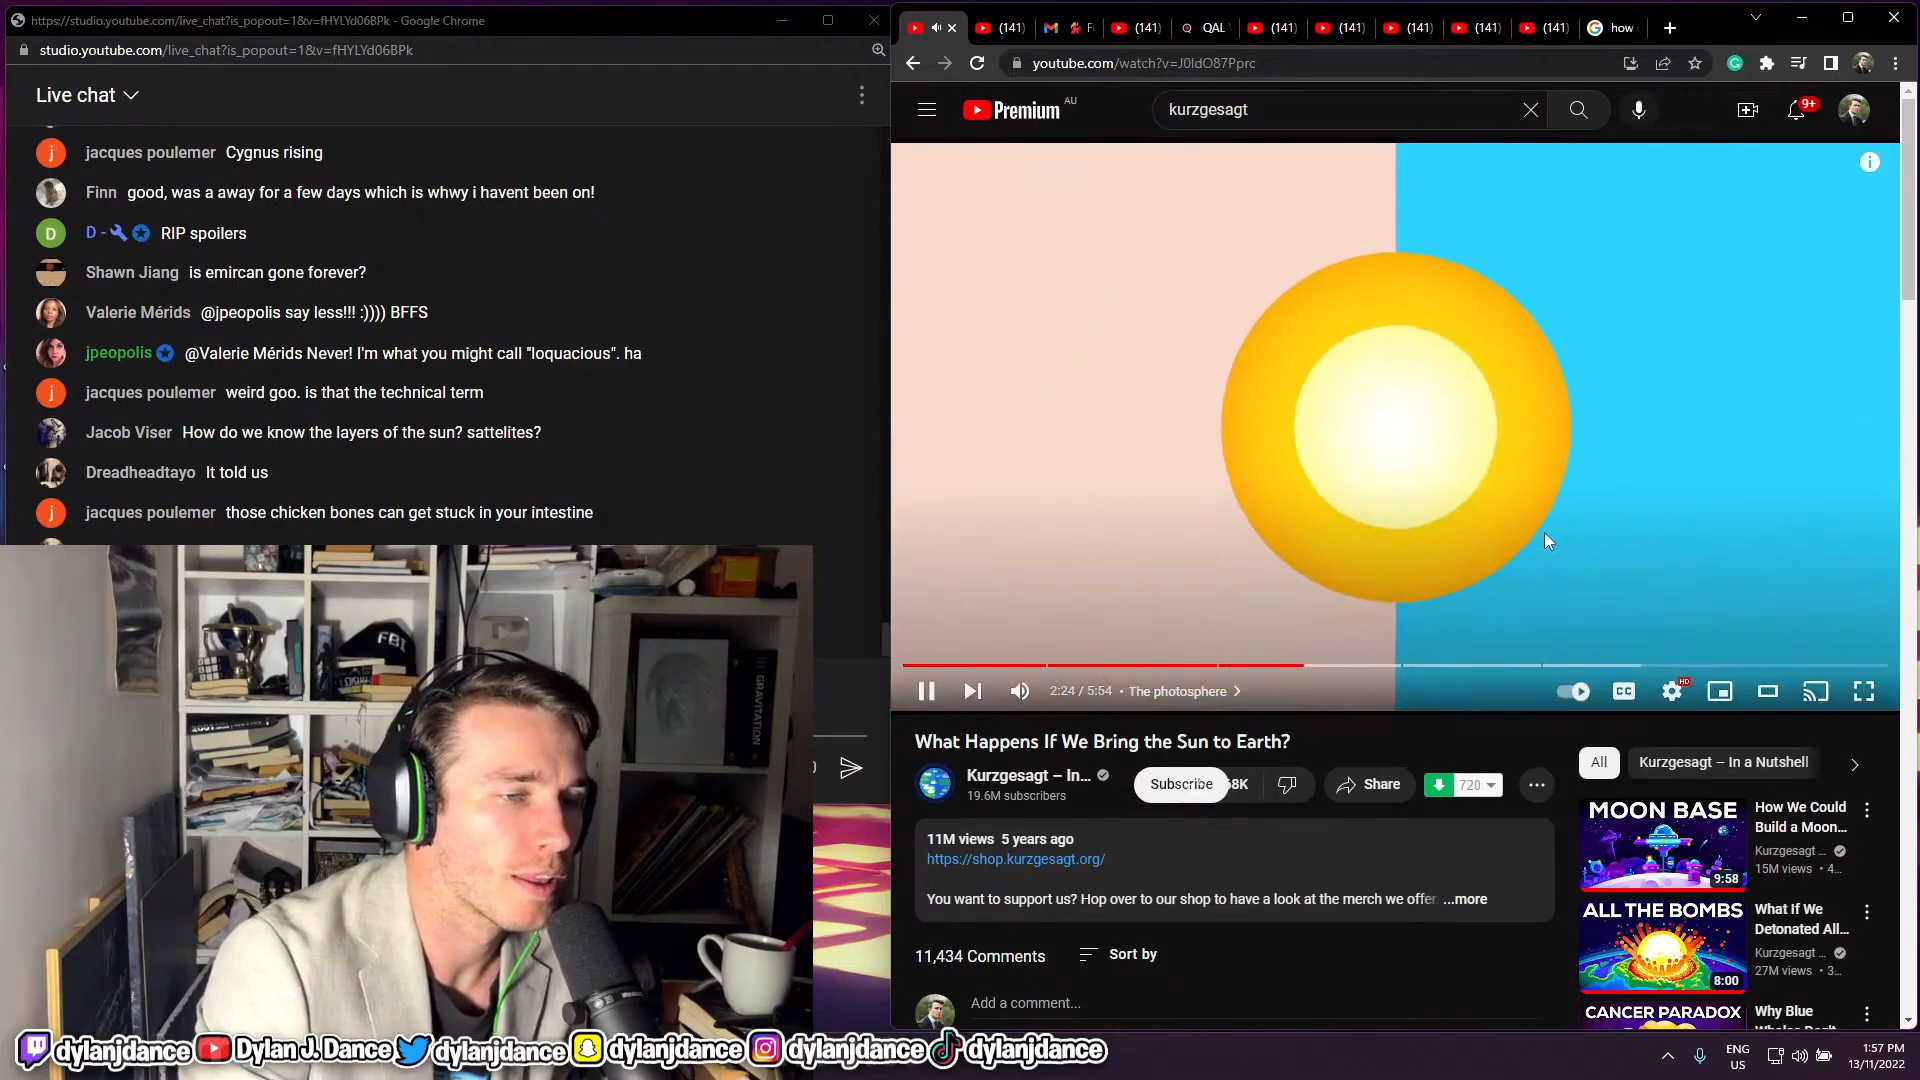 https://studio.youtube.com/live_chat?is_popout=1&v=fHYLYd06BPk - Google Chrome
studio.youtube.com/live_chat?is_popout=1&v=fHYLYd06BPk
Live chat
jacques poulemer Cygnus rising
Finn good, was a away for a few days which is whwy i havent been on!
D - RIP spoilers
Shawn Jiang is emircan gone forever?
Valerie Mérids @jpeopolis say less!!! :)))) BFFS
jpeopolis @Valerie Mérids Never! I'm what you might call "loquacious". ha
jacques poulemer weird goo. is that the technical term
Jacob Viser How do we know the layers of the sun? sattelites?
Dreadheadtayo It told us
jacques poulemer those chicken bones can get stuck in your intestine
FBI
2001
GRAVITATION
(141) (141) QAL (141) (141) (141) (141) (141) how
youtube.com/watch?v=J0ldO87Pprc
Premium AU
kurzgesagt
9+
2:24 / 5:54 • The photosphere
CC
HD
What Happens If We Bring the Sun to Earth?
Kurzgesagt – In...
19.6M subscribers
Subscribe
8K
Share
720
11M views 5 years ago
https://shop.kurzgesagt.org/
You want to support us? Hop over to our shop to have a look at the merch we offer. ...more
11,434 Comments
Sort by
Add a comment...
All
Kurzgesagt – In a Nutshell
MOON BASE
9:58
How We Could
Build a Moon...
Kurzgesagt ...
15M views • 4...
ALL THE BOMBS
8:00
What If We
Detonated All...
Kurzgesagt ...
27M views • 3...
CANCER PARADOX
Why Blue
dylanjdance Dylan J. Dance dylanjdance dylanjdance dylanjdance dylanjdance
ENG
US
1:57 PM
13/11/2022